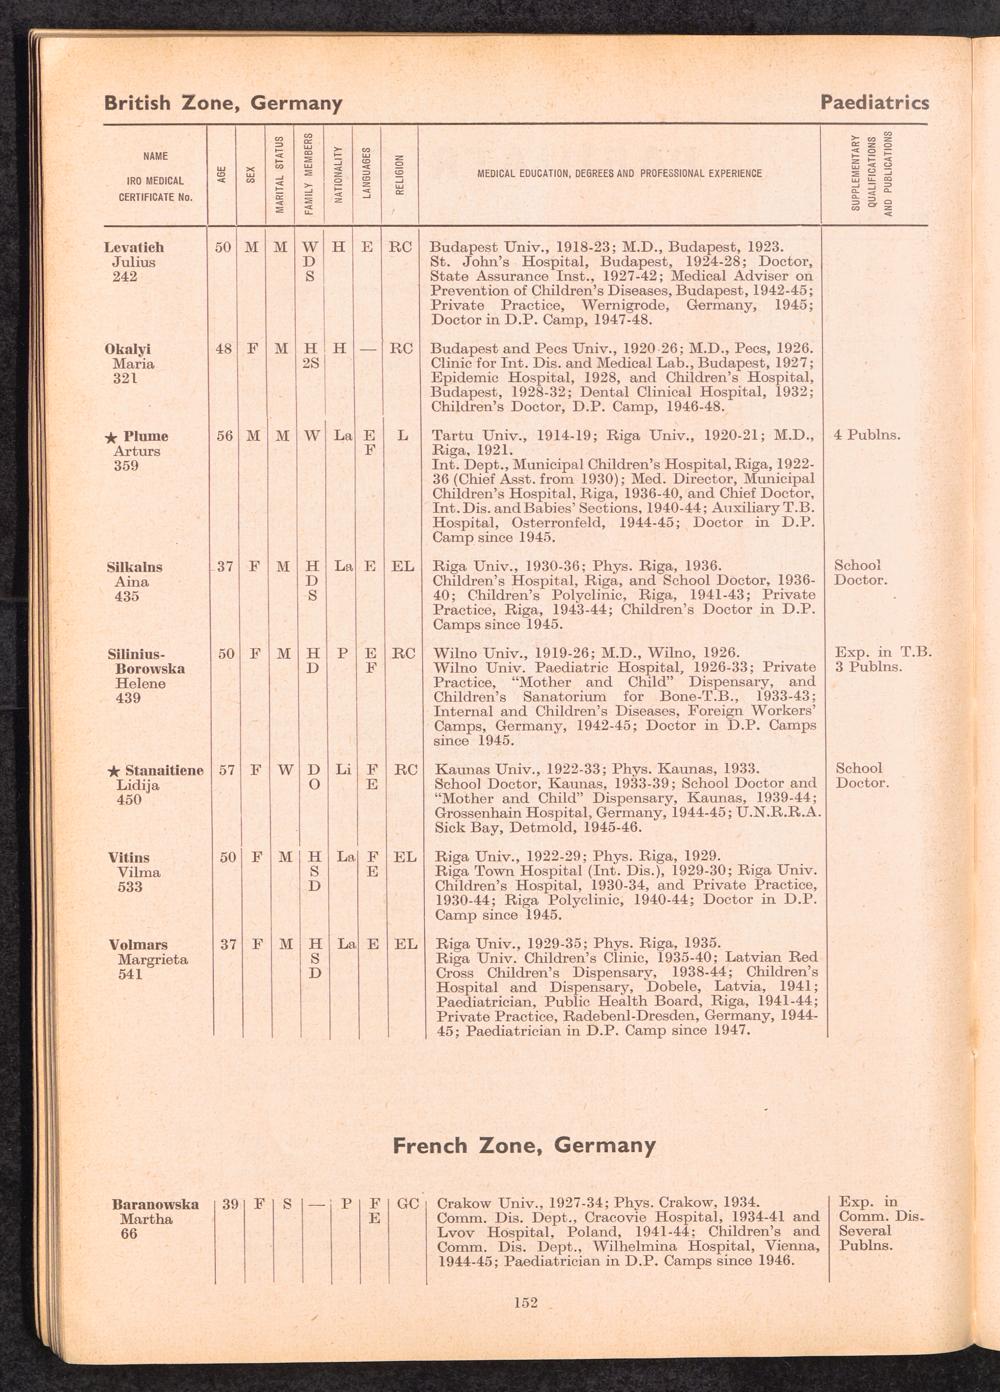 British Zone, Germany Paediatrics
NAME
IRO MEDICAL
CERTIFICATE No.
AGE
SEX
MARITAL STATUS
FAMILY MEMBERS
NATIONALITY
LANGUAGES
RELIGION
MEDICAL EDUCATION, DEGREES AND PROFESSIONAL EXPERIENCE
SUPPLEMENTARY
QUALIFICATIONS
AND PUBLICATIONS
Levatich 50 M M W H E RC Budapest Univ., 1918-23; M.D., Budapest, 1923.
Julius D St. John's Hospital, Budapest, 1924-28; Doctor,
242 S State Assurance Inst., 1927-42; Medical Adviser on
Prevention of Children's Diseases, Budapest, 1942-45;
Private Practice, Wernigrode, Germany, 1945;
Doctor in D.P. Camp, 1947-48.
Okalyi 48 F M H H — RC Budapest and Pecs Univ., 1920-26; M.D., Pecs, 1926.
Maria 2S Clinic for Int. Dis. and Medical Lab., Budapest, 1927;
321 Epidemic Hospital, 1928, and Children's Hospital,
Budapest, 1928-32; Dental Clinical Hospital, 1932;
Children's Doctor, D.P. Camp, 1946-48.
★ Plume 56 M M W La E L Tartu Univ., 1914-19; Riga Univ., 1920-21; M.D., 4 Publns.
Arturs F Riga, 1921.
359 Int. Dept., Municipal Children's Hospital, Riga, 1922-
36 (Chief Asst. from 1930); Med. Director, Municipal
Children's Hospital, Riga, 1936-40, and Chief Doctor,
Int. Dis. and Babies' Sections, 1940-44; Auxiliary T.B.
Hospital, Osterronfeld, 1944-45; Doctor in D.P.
Camp since 1945.
Silkalns 37 F M H La E EL Riga Univ., 1930-36; Phys. Riga, 1936. School
Aina D Children's Hospital, Riga, and School Doctor, 1936- Doctor.
435 S 40; Children's Polyclinic, Riga, 1941-43; Private
Practice, Riga, 1943-44; Children's Doctor in D.P.
Camps since 1945.
Silinius- 50 F M H P E RC Wilno Univ., 1919-26; M.D., Wilno, 1926. Exp. in T.B.
Borowska D F Wilno Univ. Paediatric Hospital, 1926-33; Private 3 Publns.
Helene Practice, "Mother and Child" Dispensary, and
439 Children's Sanatorium for Bone-T.B., 1933-43;
Internal and Children's Diseases, Foreign Workers'
Camps, Germany, 1942-45; Doctor in D.P. Camps
since 1945.
★ Stanaitiene 57 F W D Li F RC Kaunas Univ., 1922-33; Phys. Kaunas, 1933. School
Lidija O E School Doctor, Kaunas, 1933-39; School Doctor and Doctor.
450 "Mother and Child" Dispensary, Kaunas, 1939-44;
Grossenhain Hospital, Germany, 1944-45; U.N.R.R.A.
Sick Bay, Detmold, 1945-46.
Vitins 50 F M H La F EL Riga Univ., 1922-29; Phys. Riga, 1929.
Vilma S E Riga Town Hospital (Int. Dis.), 1929-30; Riga Univ.
533 D Children's Hospital, 1930-34, and Private Practice,
1930-44; Riga Polyclinic, 1940-44; Doctor in D.P.
Camp since 1945.
Volmars 37 F M H La E EL Riga Univ., 1929-35; Phys. Riga, 1935.
Margrieta S Riga Univ. Children's Clinic, 1935-40; Latvian Red
541 D Cross Children's Dispensary, 1938-44; Children's
Hospital and Dispensary, Dobele, Latvia, 1941;
Paediatrician, Public Health Board, Riga, 1941-44;
Private Practice, Radebenl-Dresden, Germany, 1944-
45; Paediatrician in D.P. Camp since 1947.
French Zone, Germany
Baranowska 39 F S — P F GC Crakow Univ., 1927-34; Phys. Crakow, 1934. Exp. in
Martha E Comm. Dis. Dept., Cracovie Hospital, 1934-41 and Comm. Dis.
66 Lvov Hospital, Poland, 1941-44; Children's and Several
Comm. Dis. Dept., Wilhelmina Hospital, Vienna, Publns.
1944-45; Paediatrician in D.P. Camps since 1946.
152